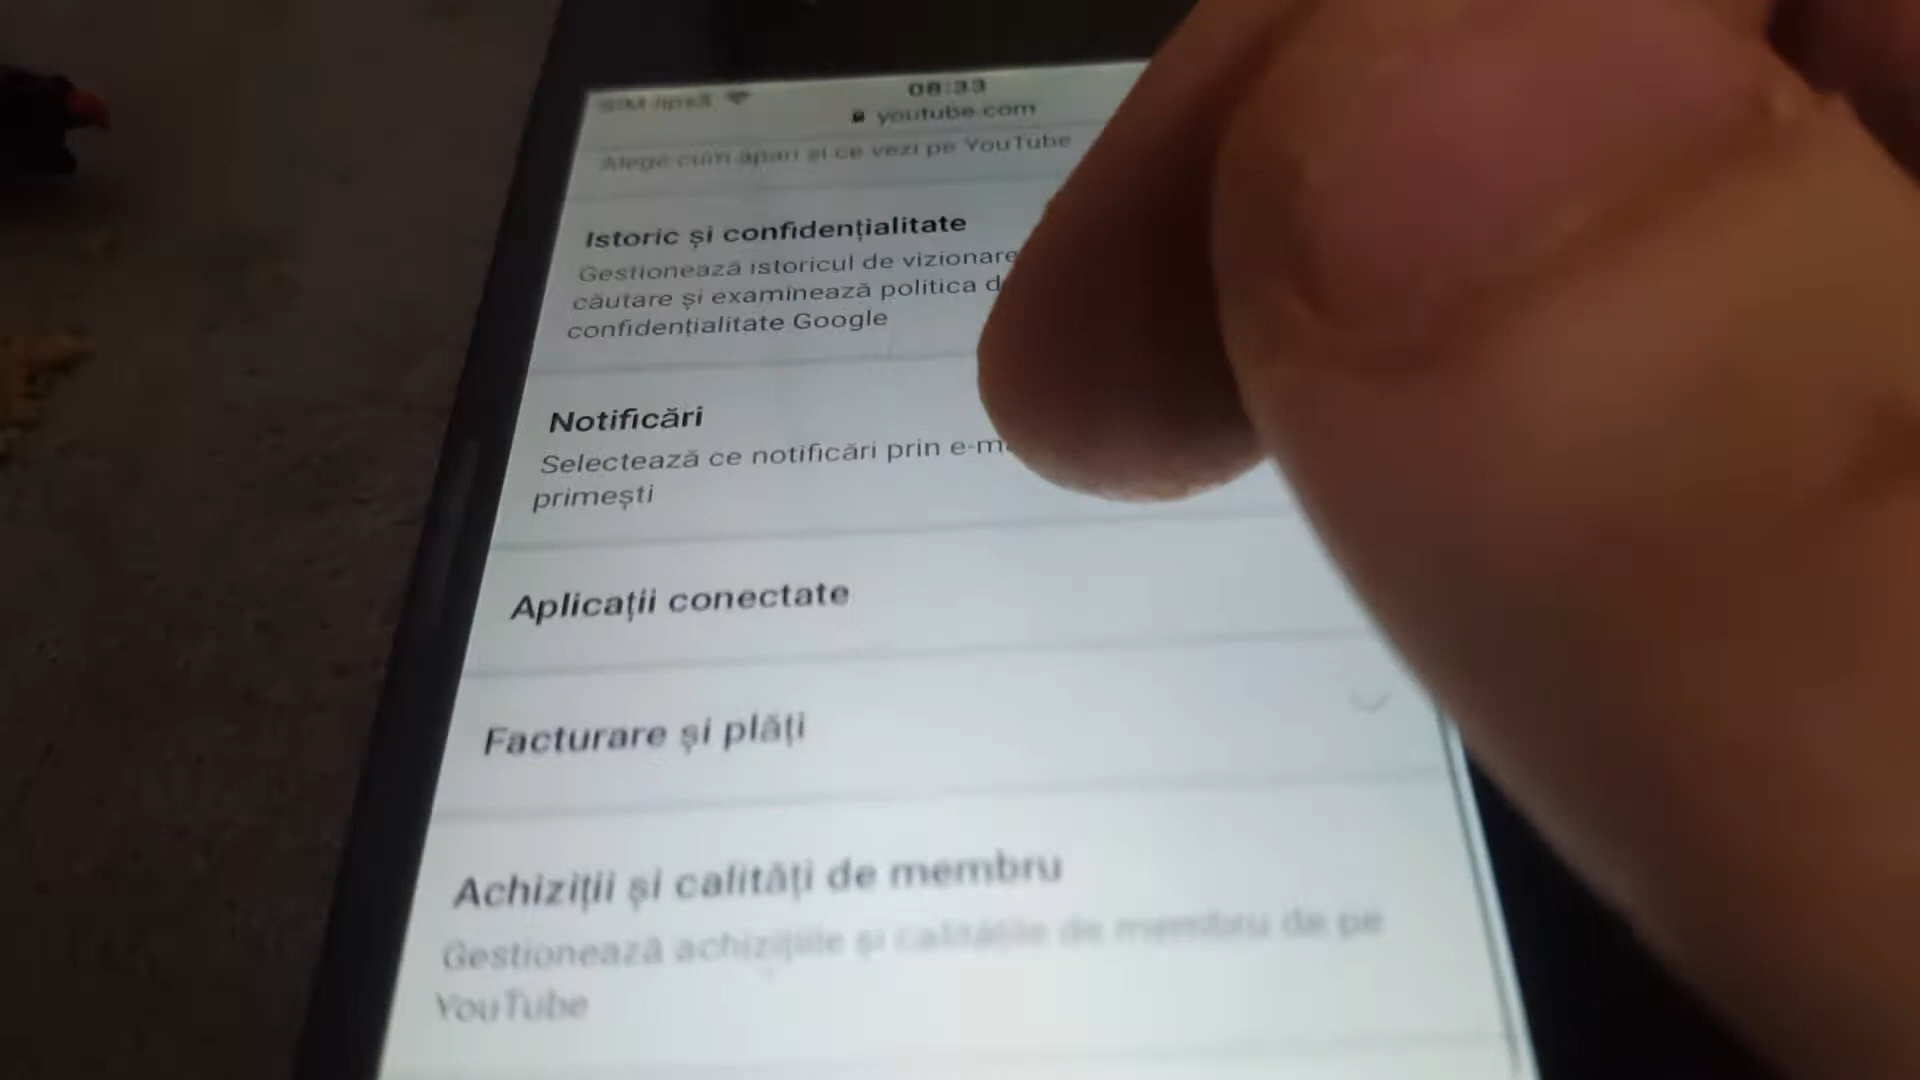 SIM lipsă 08:33
youtube.com
Alege cum apari și ce vezi pe YouTube
Istoric și confidențialitate
Gestionează istoricul de vizionare
căutare și examinează politica d
confidențialitate Google
Notificări
Selectează ce notificări prin e-m
primești
Aplicații conectate
Facturare și plăți
Achiziții și calități de membru
Gestionează achizițiile și calitățile de membru de pe
YouTube